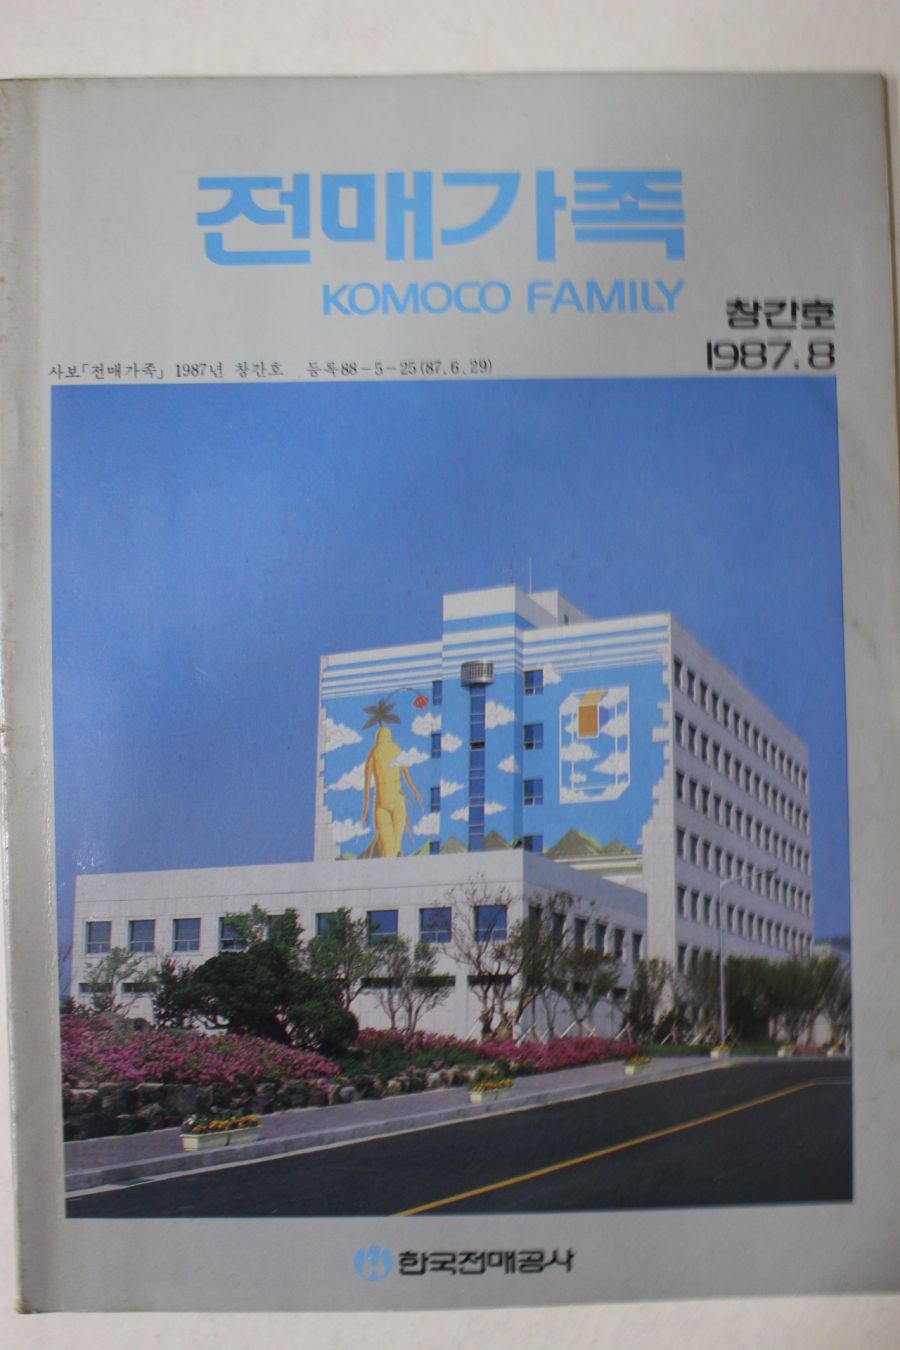 전매가족
KOMOCO FAMILY
창간호
1987.8
사보「전매가족」 1987년 창간호 등록88-5-25(87.6.29)
한국전매공사